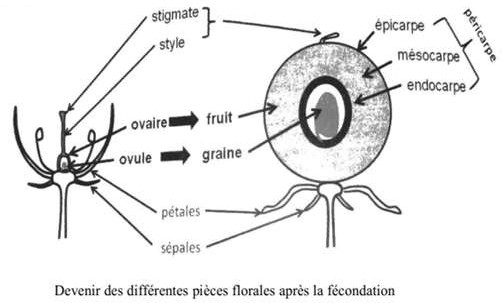 stigmate
style
épicarpe
péricarpe
mésocarpe
endocarpe
ovaire
fruit
ovule
graine
pétales
sépales
Devenir des différentes pièces florales après la fécondation